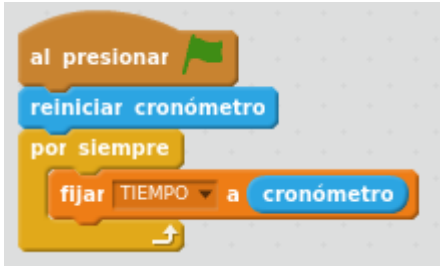 al presionar
reiniciar cronómetro
por siempre
fijar TIEMPO a cronómetro